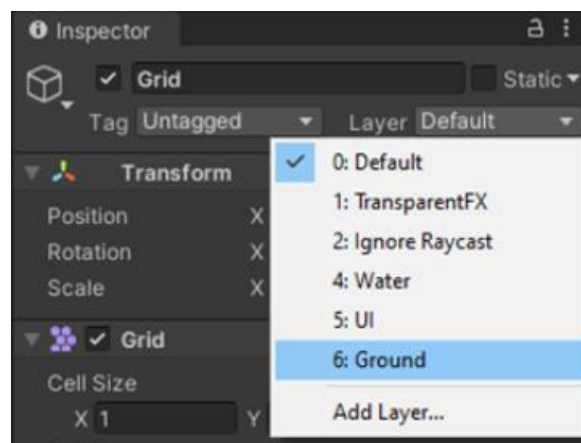 Inspector
Grid Static
Tag Untagged Layer Default
0: Default
Transform
1: TransparentFX
Position X
2: Ignore Raycast
Rotation X
4: Water
Scale X
5: UI
Grid
6: Ground
Cell Size
X 1 Y
Add Layer...